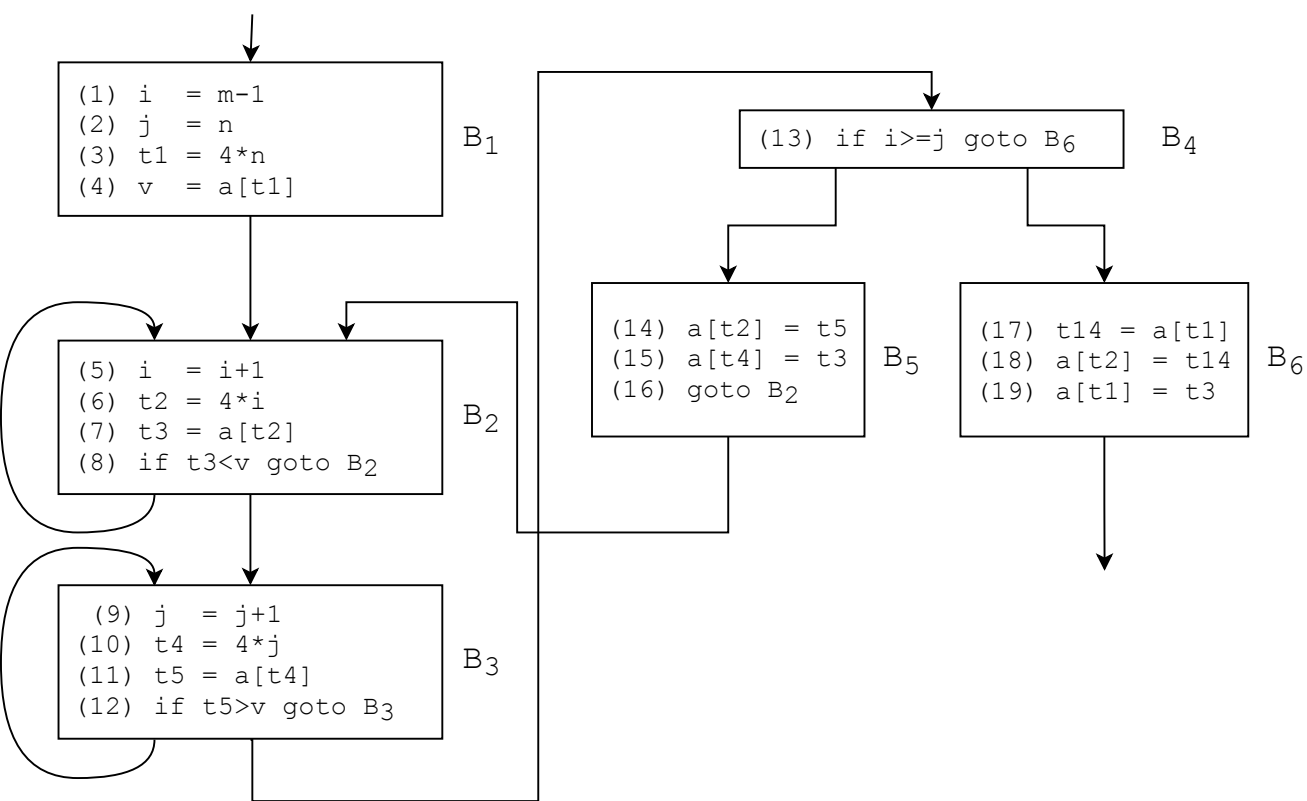 (1) i  = m-1
(2) j  = n
(3) t1 = 4*n
(4) v  = a[t1]
B1
(5) i  = i+1
(6) t2 = 4*i
(7) t3 = a[t2]
(8) if t3<v goto B2
B2
(9) j  = j+1
(10) t4 = 4*j
(11) t5 = a[t4]
(12) if t5>v goto B3
B3
(13) if i>=j goto B6
B4
(14) a[t2] = t5
(15) a[t4] = t3
(16) goto B2
B5
(17) t14 = a[t1]
(18) a[t2] = t14
(19) a[t1] = t3
B6